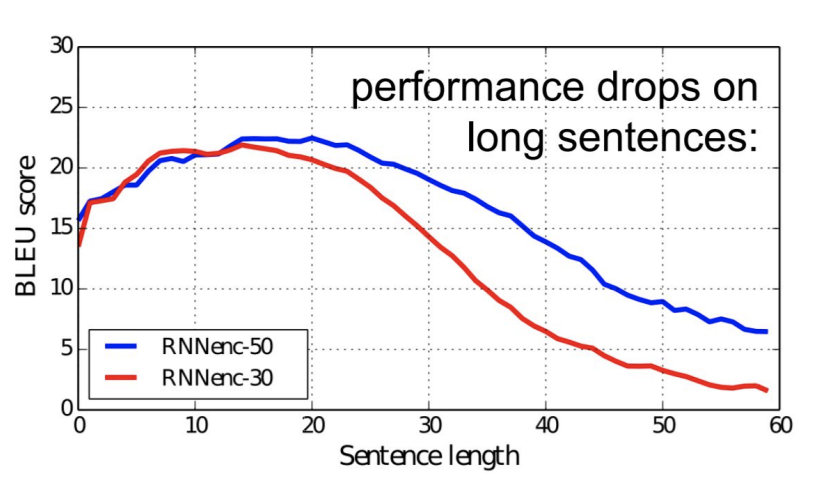 performance drops on
long sentences:
30
25
20
15
10
5
0
BLEU score
RNNenc-50
RNNenc-30
0 10 20 30 40 50 60
Sentence length